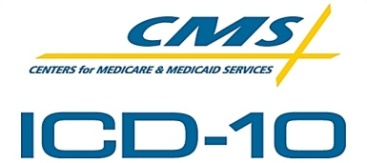 CMS
CENTERS for MEDICARE & MEDICAID SERVICES
ICD-10